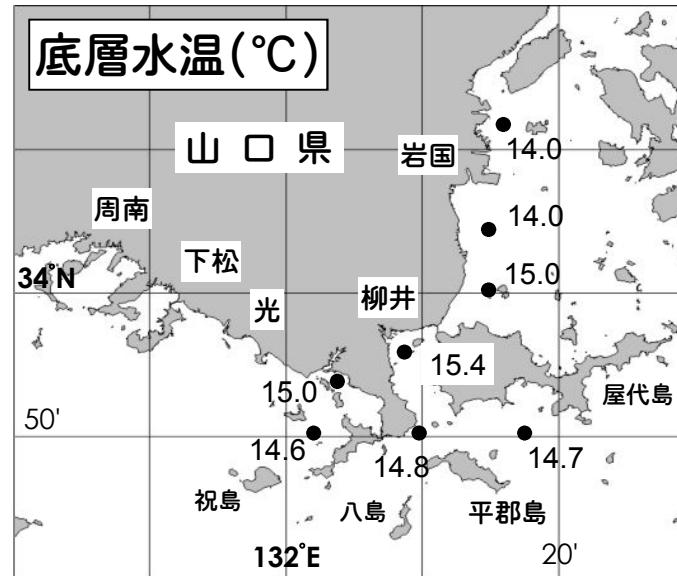 底層水温(℃)
山口県
岩国
14.0
周南
14.0
下松
34°N
15.0
光
柳井
15.4
15.0
屋代島
50'
14.6
14.8
14.7
祝島
八島
平郡島
132°E
20'